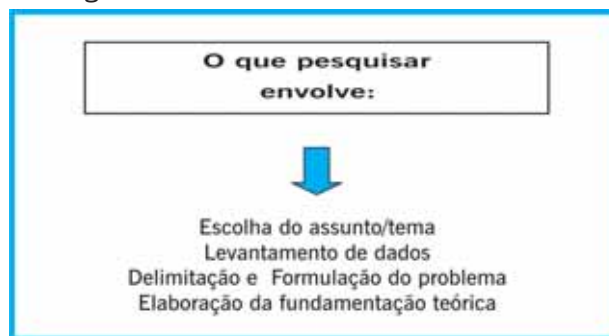 O que pesquisar
envolve:
Escolha do assunto/tema
Levantamento de dados
Delimitação e Formulação do problema
Elaboração da fundamentação teórica